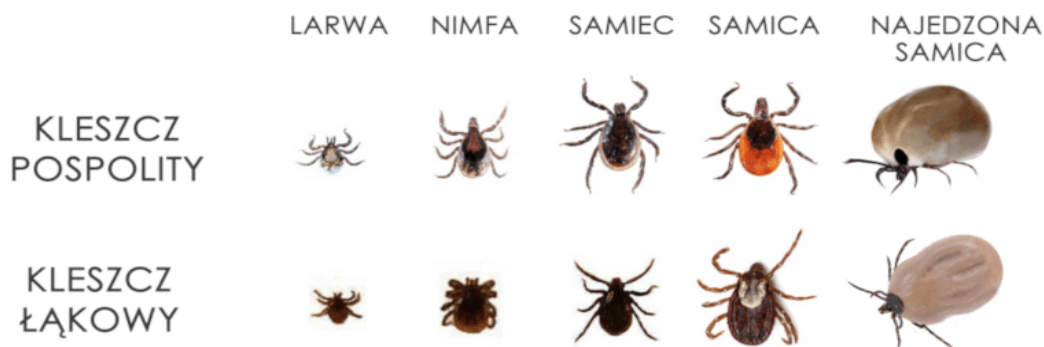 LARWA NIMFA SAMIEC SAMICA NAJEDZONA
SAMICA
KLESZCZ
POSPOLITY
KLESZCZ
ŁĄKOWY